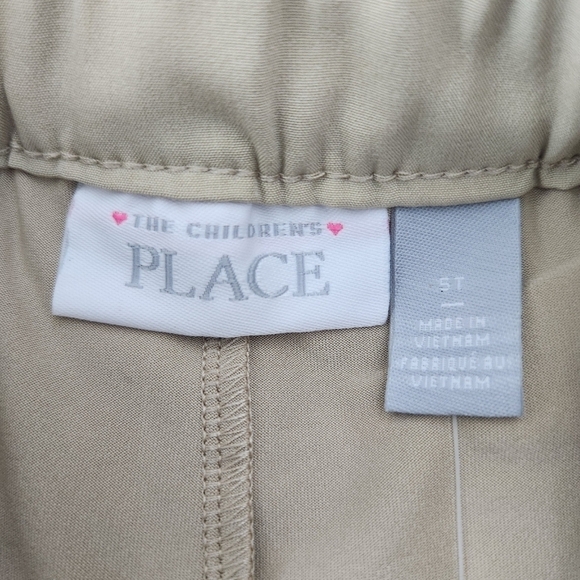 THE CHILDREN'S
PLACE
5T
MADE IN
VIETNAM
FABRIQUÉ AU
VIETNAM